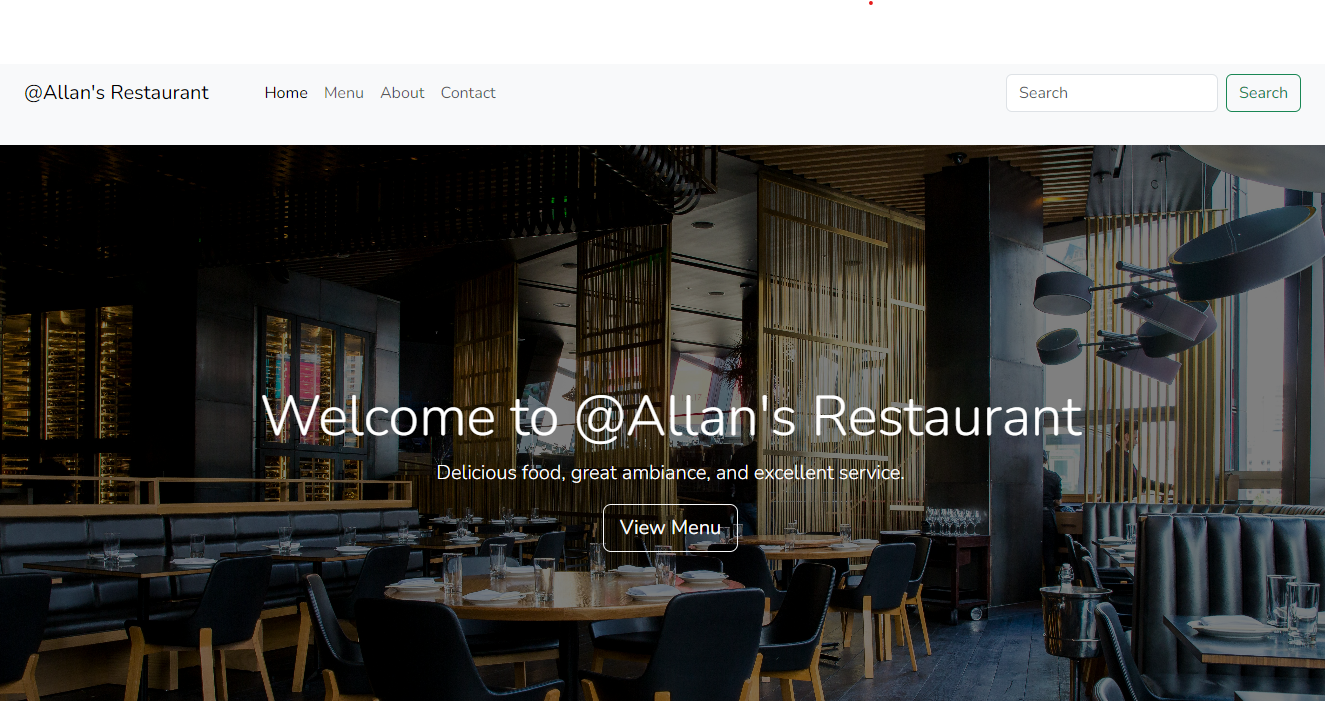 @Allan's Restaurant Home Menu About Contact Search Search
Welcome to @Allan's Restaurant
Delicious food, great ambiance, and excellent service.
View Menu